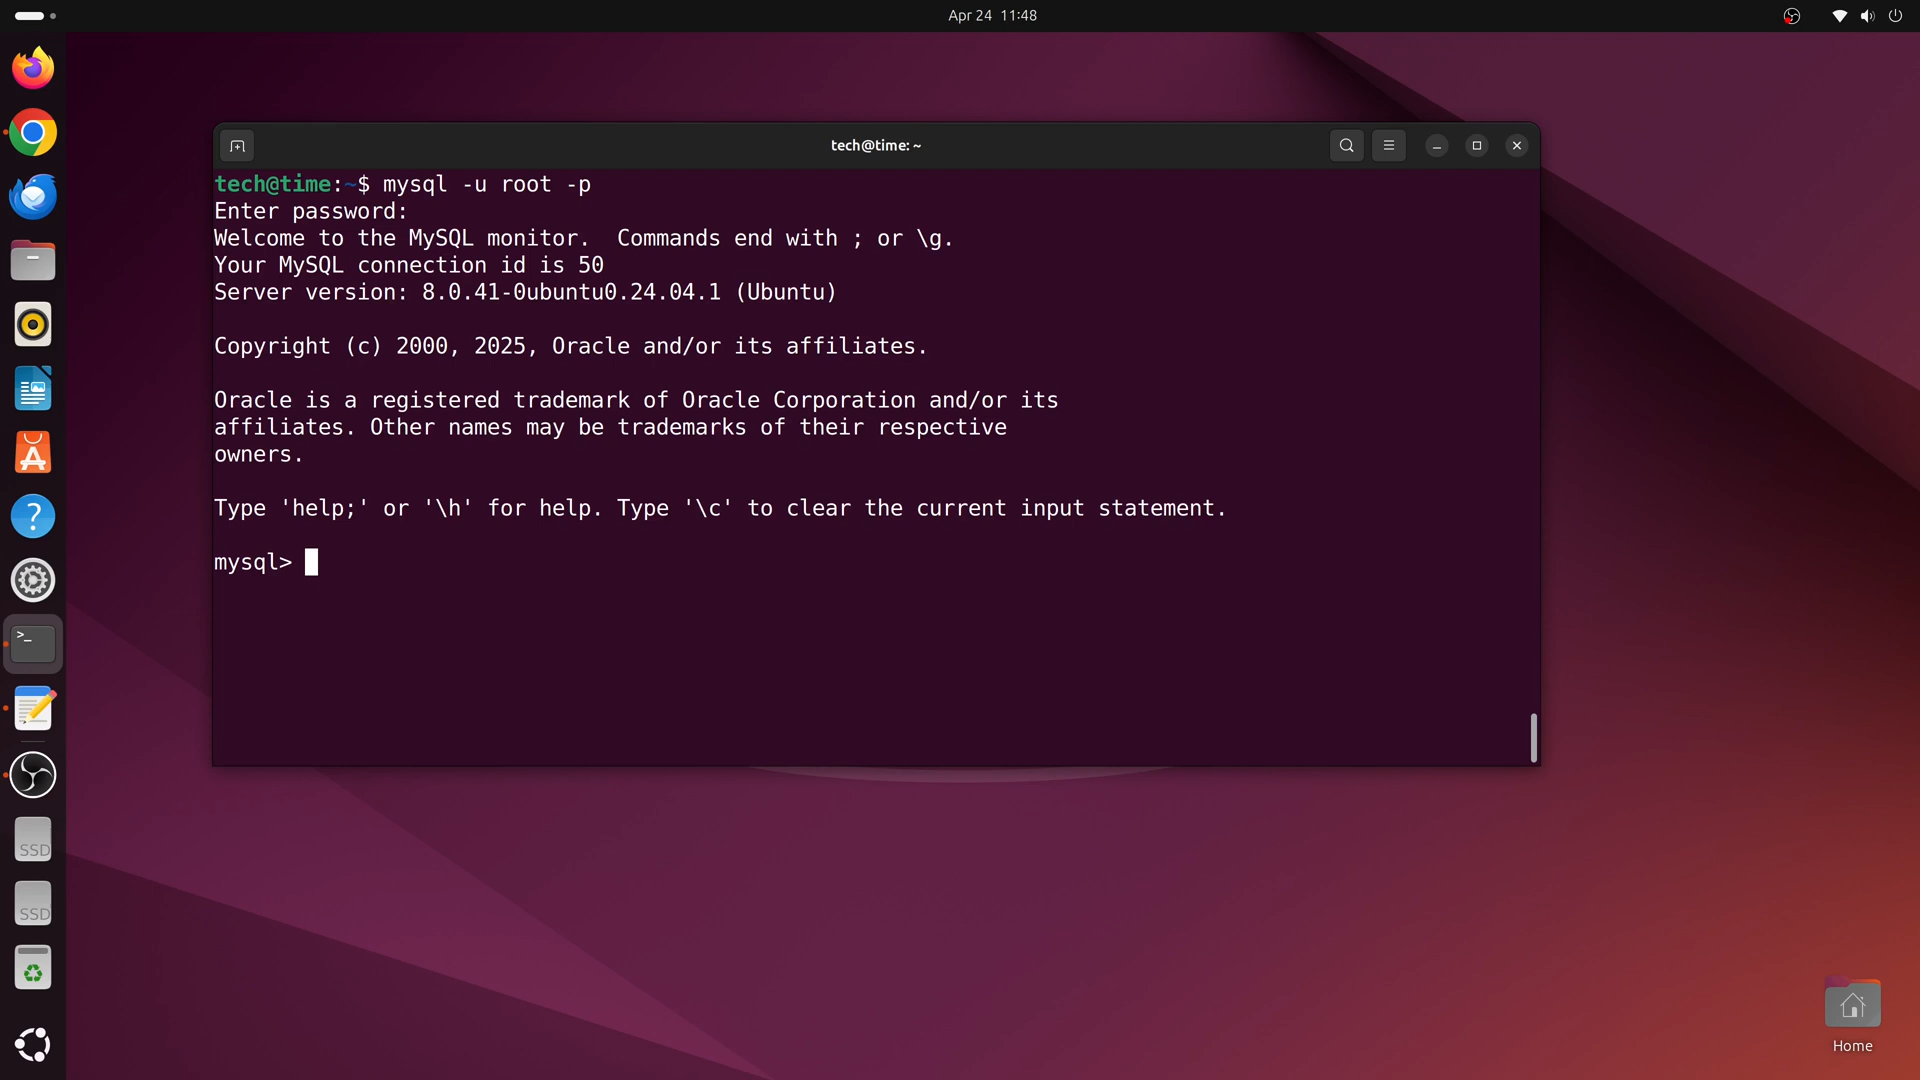 Apr 24 11:48
tech@time: ~
tech@time:~$ mysql -u root -p
Enter password:
Welcome to the MySQL monitor.  Commands end with ; or \g.
Your MySQL connection id is 50
Server version: 8.0.41-0ubuntu0.24.04.1 (Ubuntu)
Copyright (c) 2000, 2025, Oracle and/or its affiliates.
Oracle is a registered trademark of Oracle Corporation and/or its
affiliates. Other names may be trademarks of their respective
owners.
Type 'help;' or '\h' for help. Type '\c' to clear the current input statement.
mysql>
>_
SSD
SSD
Home